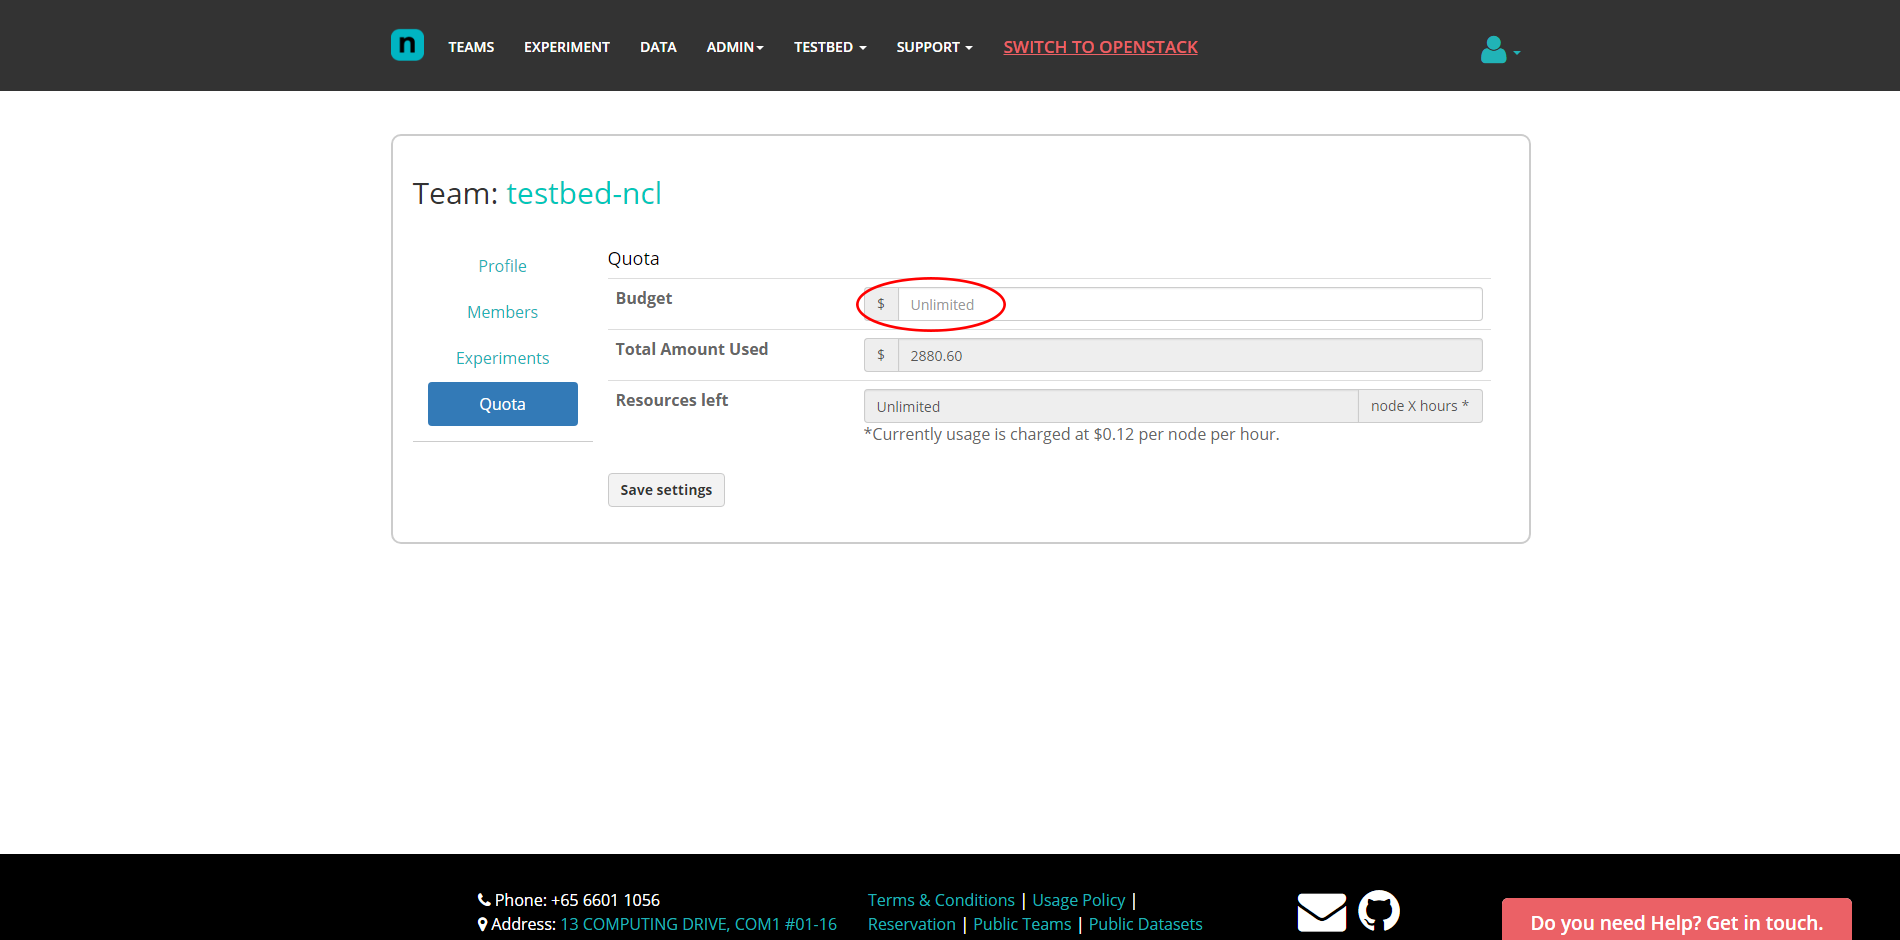 n TEAMS EXPERIMENT DATA ADMIN TESTBED SUPPORT SWITCH TO OPENSTACK
Team: testbed-ncl
Profile
Members
Experiments
Quota
Quota
Budget $ Unlimited
Total Amount Used $ 2880.60
Resources left Unlimited node X hours *
*Currently usage is charged at $0.12 per node per hour.
Save settings
Phone: +65 6601 1056
Address: 13 COMPUTING DRIVE, COM1 #01-16
Terms & Conditions | Usage Policy |
Reservation | Public Teams | Public Datasets
Do you need Help? Get in touch.